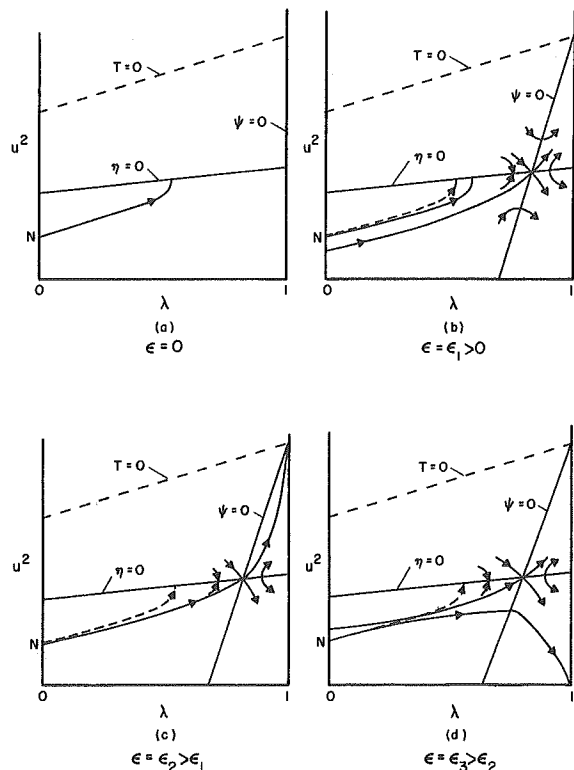 T=0
ψ=0
u²
η=0
N
0
λ
1
(a)
ϵ=0
T=0
ψ=0
u²
η=0
N
0
λ
1
(b)
ϵ=ϵ₁>0
T=0
ψ=0
u²
η=0
N
0
λ
1
(c)
ϵ=ϵ₂>ϵ₁
T=0
ψ=0
u²
η=0
N
0
λ
1
(d)
ϵ=ϵ₃>ϵ₂